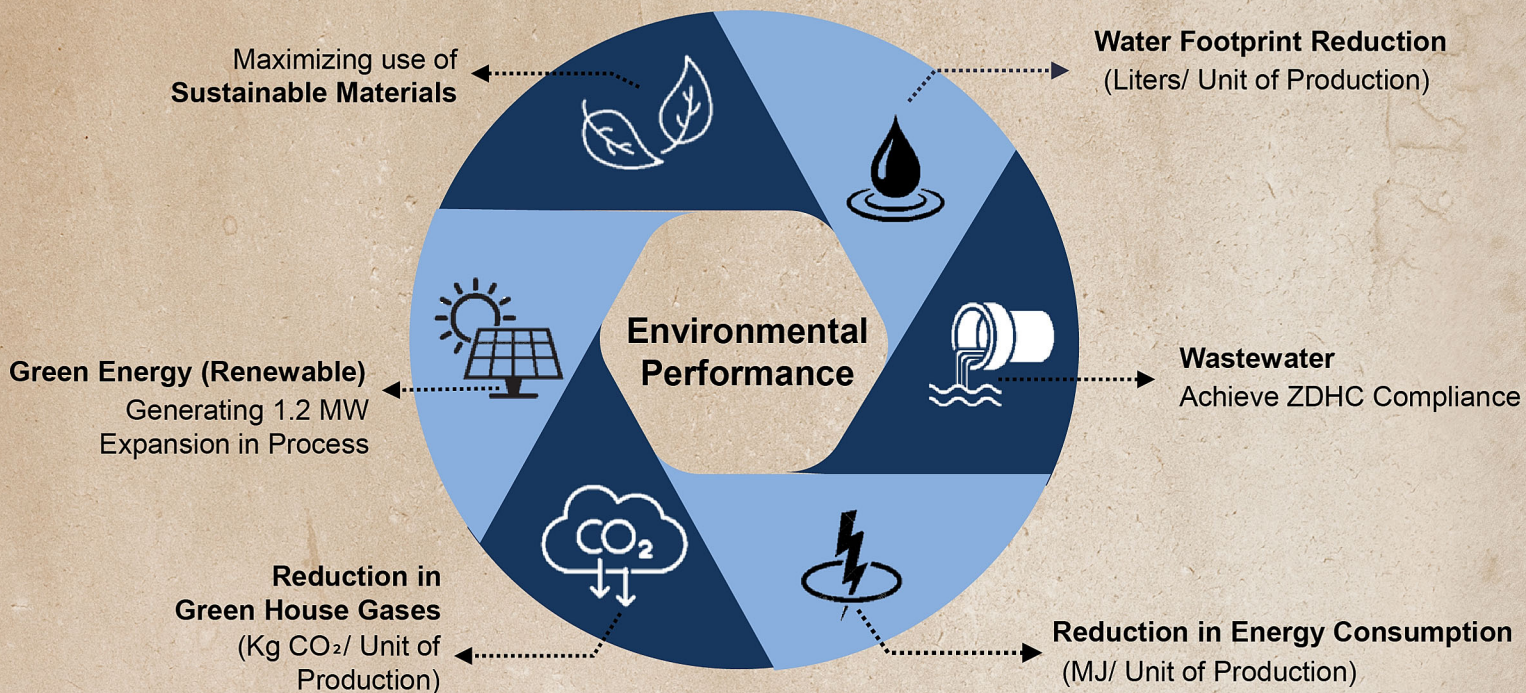 Maximizing use of
Sustainable Materials
Water Footprint Reduction
(Liters/ Unit of Production)
Environmental
Performance
Wastewater
Achieve ZDHC Compliance
Green Energy (Renewable)
Generating 1.2 MW
Expansion in Process
CO₂
Reduction in
Green House Gases
(Kg CO₂/ Unit of
Production)
Reduction in Energy Consumption
(MJ/ Unit of Production)